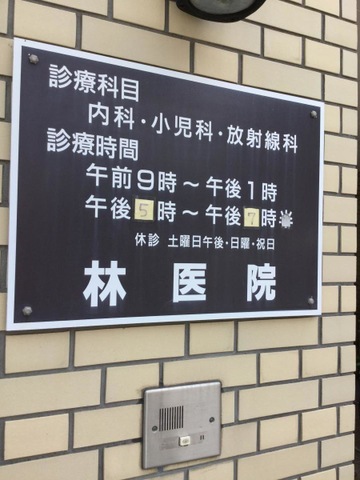 診療科目
内科・小児科・放射線科
診療時間
午前9時～午後1時
午後5時～午後7時
休診 土曜日午後・日曜・祝日
林医院